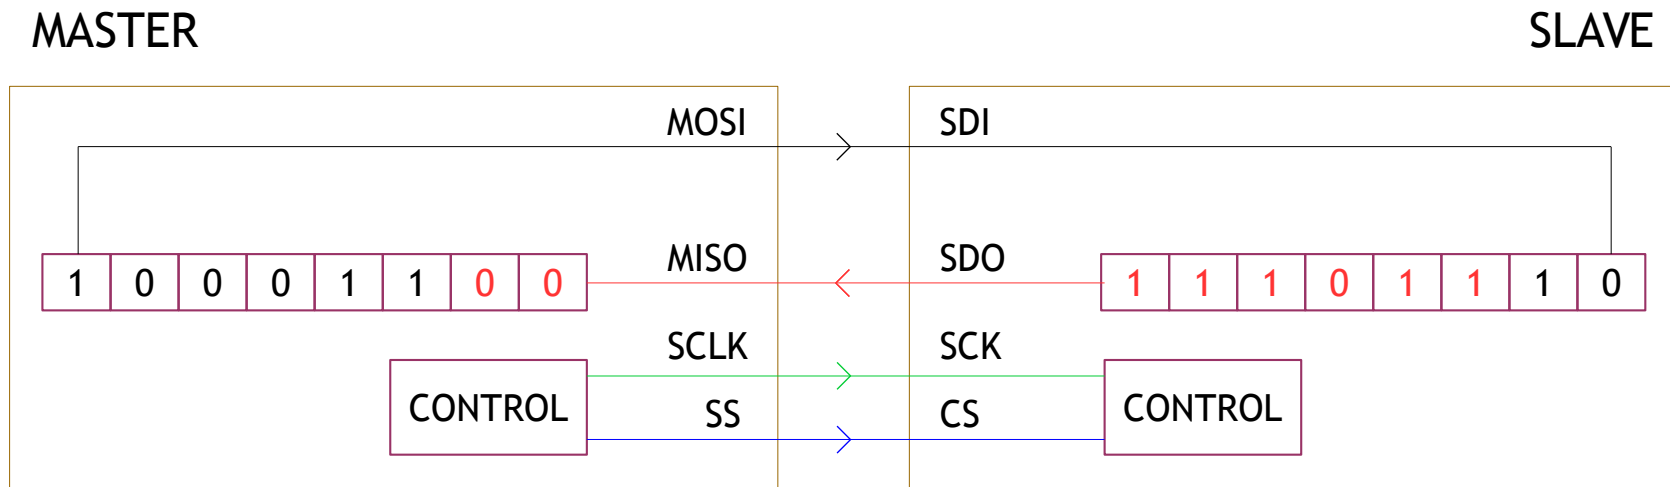 MASTER SLAVE
MOSI SDI
MISO SDO
1 0 0 0 1 1 0 0 1 1 1 0 1 1 1 0
SCLK SCK
CONTROL CONTROL
SS CS